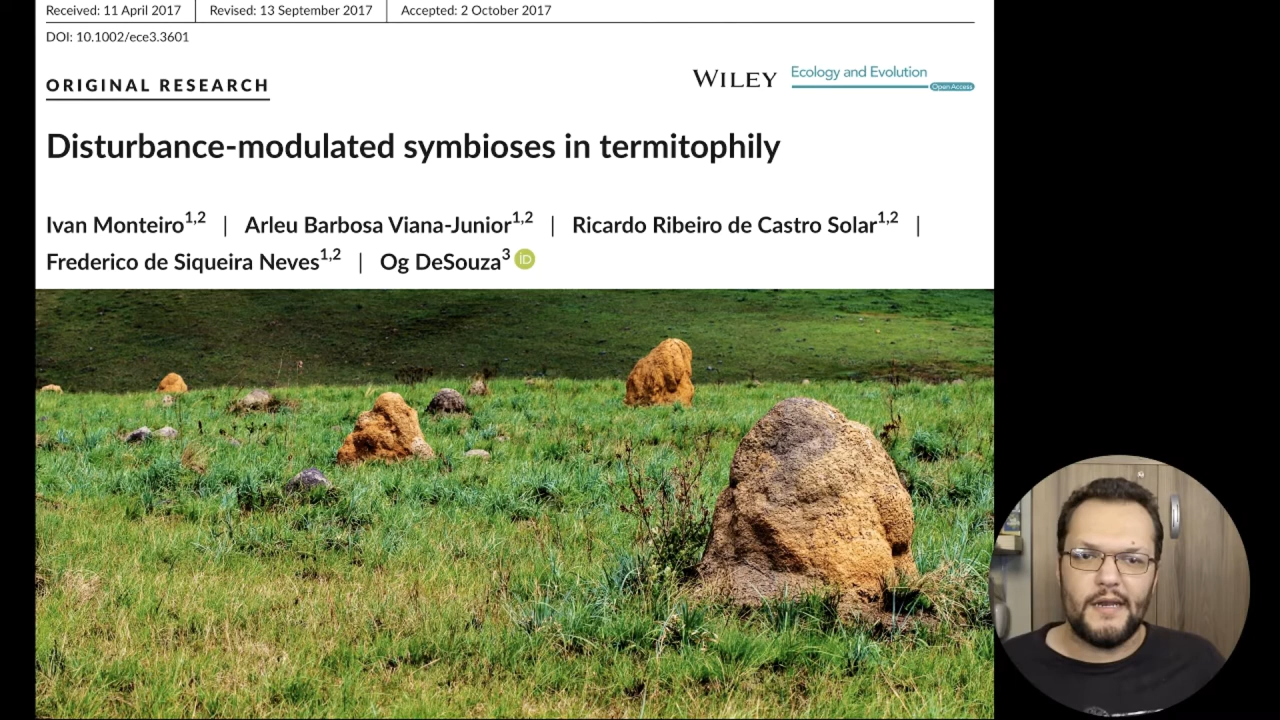 Received: 11 April 2017 | Revised: 13 September 2017 | Accepted: 2 October 2017
DOI: 10.1002/ece3.3601
ORIGINAL RESEARCH
WILEY Ecology and Evolution
Open Access
Disturbance-modulated symbioses in termitophily
Ivan Monteiro1,2 | Arleu Barbosa Viana-Junior1,2 | Ricardo Ribeiro de Castro Solar1,2 |
Frederico de Siqueira Neves1,2 | Og DeSouza3 iD